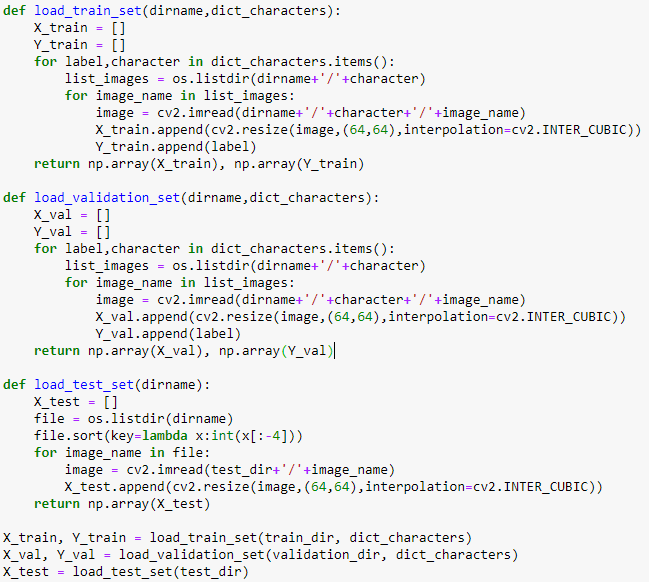 def load_train_set(dirname,dict_characters):
    X_train = []
    Y_train = []
    for label,character in dict_characters.items():
        list_images = os.listdir(dirname+'/'+character)
        for image_name in list_images:
            image = cv2.imread(dirname+'/'+character+'/'+image_name)
            X_train.append(cv2.resize(image,(64,64),interpolation=cv2.INTER_CUBIC))
            Y_train.append(label)
    return np.array(X_train), np.array(Y_train)

def load_validation_set(dirname,dict_characters):
    X_val = []
    Y_val = []
    for label,character in dict_characters.items():
        list_images = os.listdir(dirname+'/'+character)
        for image_name in list_images:
            image = cv2.imread(dirname+'/'+character+'/'+image_name)
            X_val.append(cv2.resize(image,(64,64),interpolation=cv2.INTER_CUBIC))
            Y_val.append(label)
    return np.array(X_val), np.array(Y_val)

def load_test_set(dirname):
    X_test = []
    file = os.listdir(dirname)
    file.sort(key=lambda x:int(x[:-4]))
    for image_name in file:
        image = cv2.imread(test_dir+'/'+image_name)
        X_test.append(cv2.resize(image,(64,64),interpolation=cv2.INTER_CUBIC))
    return np.array(X_test)

X_train, Y_train = load_train_set(train_dir, dict_characters)
X_val, Y_val = load_validation_set(validation_dir, dict_characters)
X_test = load_test_set(test_dir)